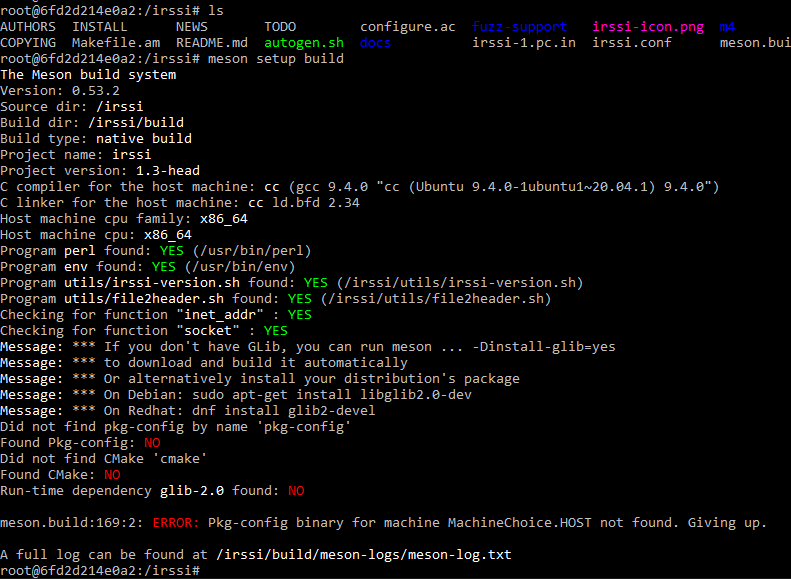 root@6fd2d214e0a2:/irssi# ls
AUTHORS INSTALL NEWS TODO configure.ac fuzz-support irssi-icon.png m4
COPYING Makefile.am README.md autogen.sh docs irssi-1.pc.in irssi.conf meson.bui
root@6fd2d214e0a2:/irssi# meson setup build
The Meson build system
Version: 0.53.2
Source dir: /irssi
Build dir: /irssi/build
Build type: native build
Project name: irssi
Project version: 1.3-head
C compiler for the host machine: cc (gcc 9.4.0 "cc (Ubuntu 9.4.0-1ubuntu1~20.04.1) 9.4.0")
C linker for the host machine: cc ld.bfd 2.34
Host machine cpu family: x86_64
Host machine cpu: x86_64
Program perl found: YES (/usr/bin/perl)
Program env found: YES (/usr/bin/env)
Program utils/irssi-version.sh found: YES (/irssi/utils/irssi-version.sh)
Program utils/file2header.sh found: YES (/irssi/utils/file2header.sh)
Checking for function "inet_addr" : YES
Checking for function "socket" : YES
Message: *** If you don't have GLib, you can run meson ... -Dinstall-glib=yes
Message: *** to download and build it automatically
Message: *** Or alternatively install your distribution's package
Message: *** On Debian: sudo apt-get install libglib2.0-dev
Message: *** On Redhat: dnf install glib2-devel
Did not find pkg-config by name 'pkg-config'
Found Pkg-config: NO
Did not find CMake 'cmake'
Found CMake: NO
Run-time dependency glib-2.0 found: NO
meson.build:169:2: ERROR: Pkg-config binary for machine MachineChoice.HOST not found. Giving up.
A full log can be found at /irssi/build/meson-logs/meson-log.txt
root@6fd2d214e0a2:/irssi#